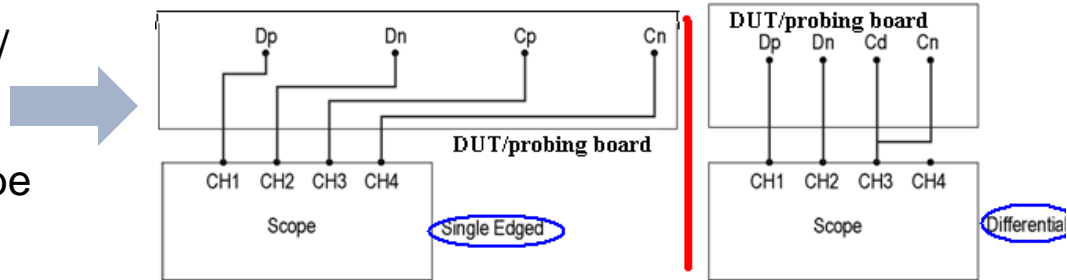 /
pe
Dp Dn Cp Cn
DUT/probing board
CH1 CH2 CH3 CH4
Scope
Single Edged
DUT/probing board
Dp Dn Cd Cn
CH1 CH2 CH3 CH4
Scope
Differential